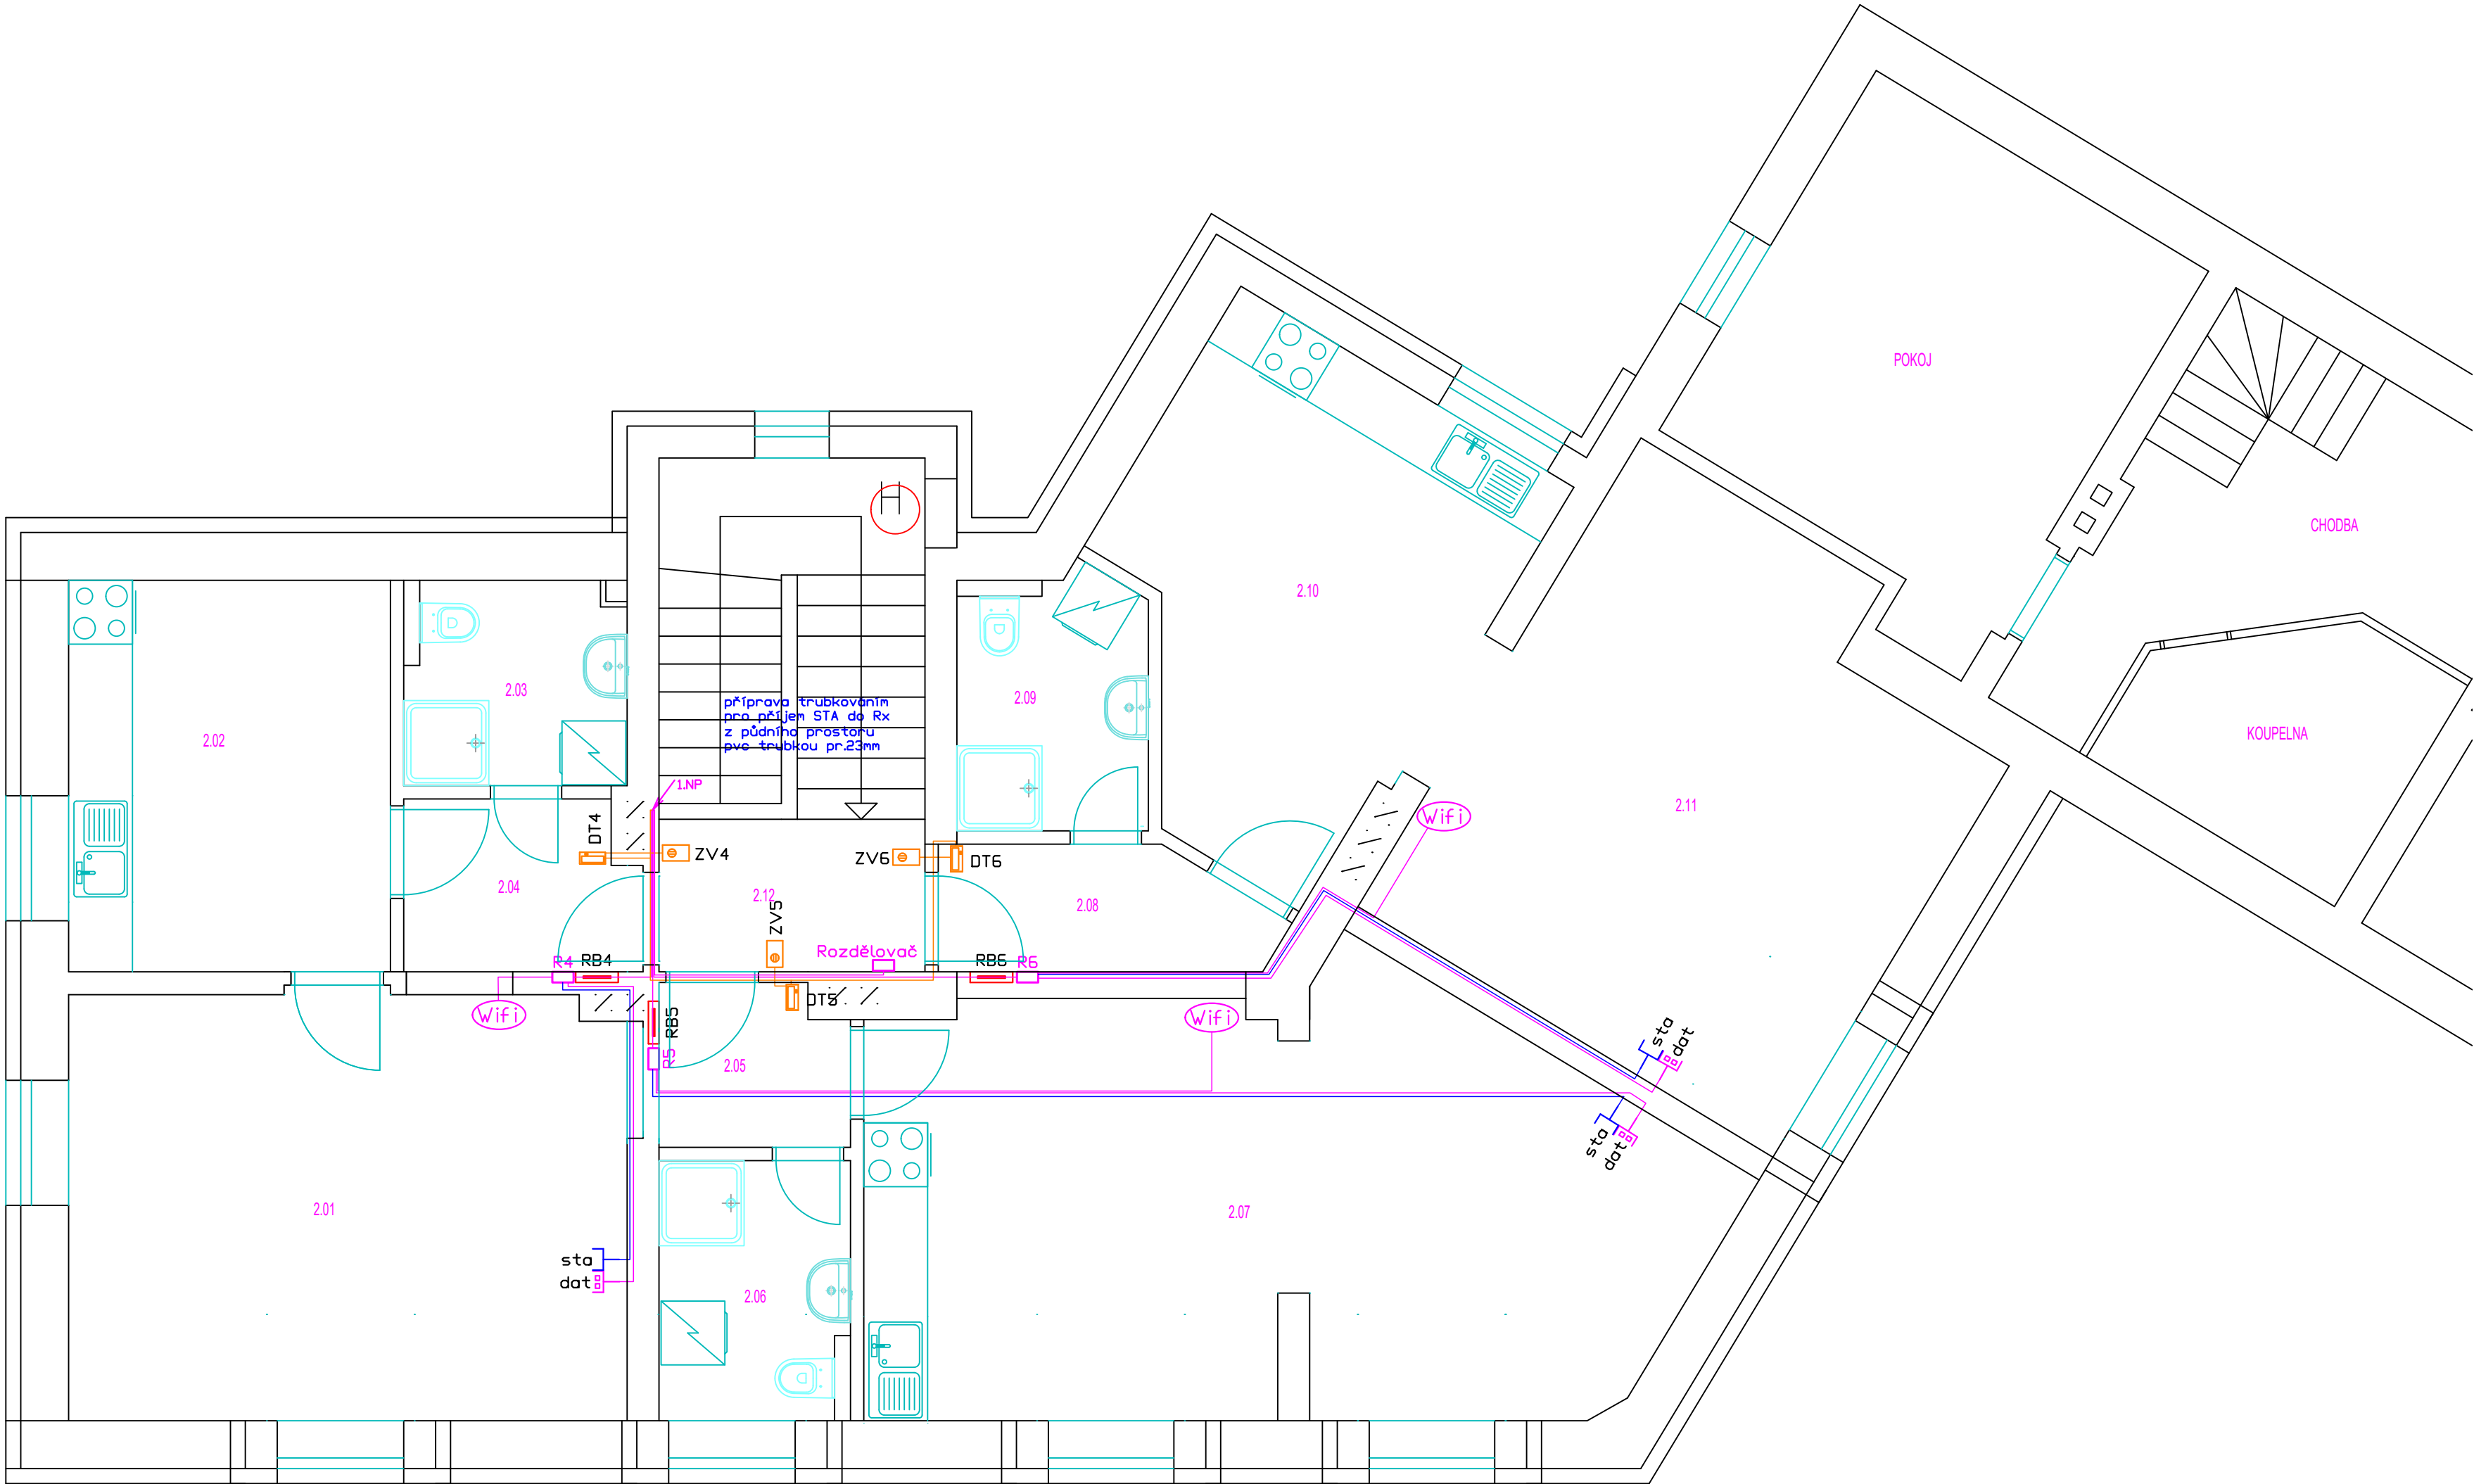 POKOJ
CHODBA
H
2.10
2.03
2.09
příprava trubkováním
pro příjem STA do Rx
z půdního prostoru
pvc trubkou pr.23mm
2.02
KOUPELNA
1.NP
2.11
Wifi
DT4
ZV4
ZV6
DT6
2.04
2.12
2.08
ZV5
Rozdělovač
R4
RB4
RB6
R6
DT5
Wifi
Wifi
RB5
R5
2.05
sta
dat
sta
dat
2.01
2.07
sta
dat
2.06